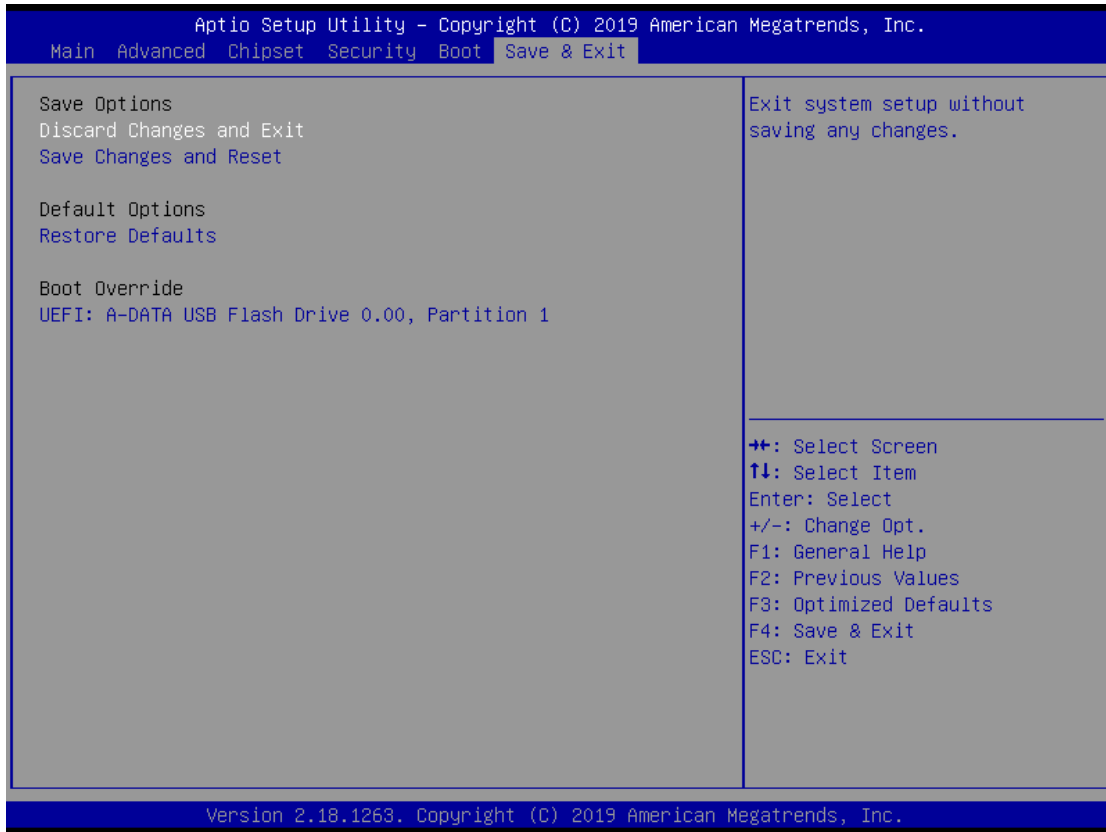 Aptio Setup Utility – Copyright (C) 2019 American Megatrends, Inc.
Main Advanced Chipset Security Boot Save & Exit
Save Options
Discard Changes and Exit
Save Changes and Reset
Default Options
Restore Defaults
Boot Override
UEFI: A-DATA USB Flash Drive 0.00, Partition 1
Exit system setup without
saving any changes.
→←: Select Screen
↑↓: Select Item
Enter: Select
+/-: Change Opt.
F1: General Help
F2: Previous Values
F3: Optimized Defaults
F4: Save & Exit
ESC: Exit
Version 2.18.1263. Copyright (C) 2019 American Megatrends, Inc.